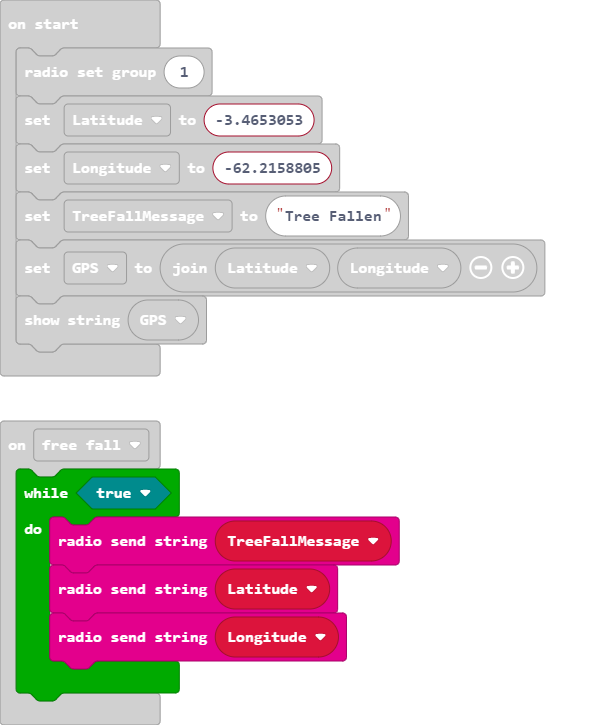 on start
radio set group 1
set Latitude to -3.4653053
set Longitude to -62.2158805
set TreeFallMessage to "Tree Fallen"
set GPS to join Latitude Longitude
show string GPS
on free fall
while true
do
radio send string TreeFallMessage
radio send string Latitude
radio send string Longitude